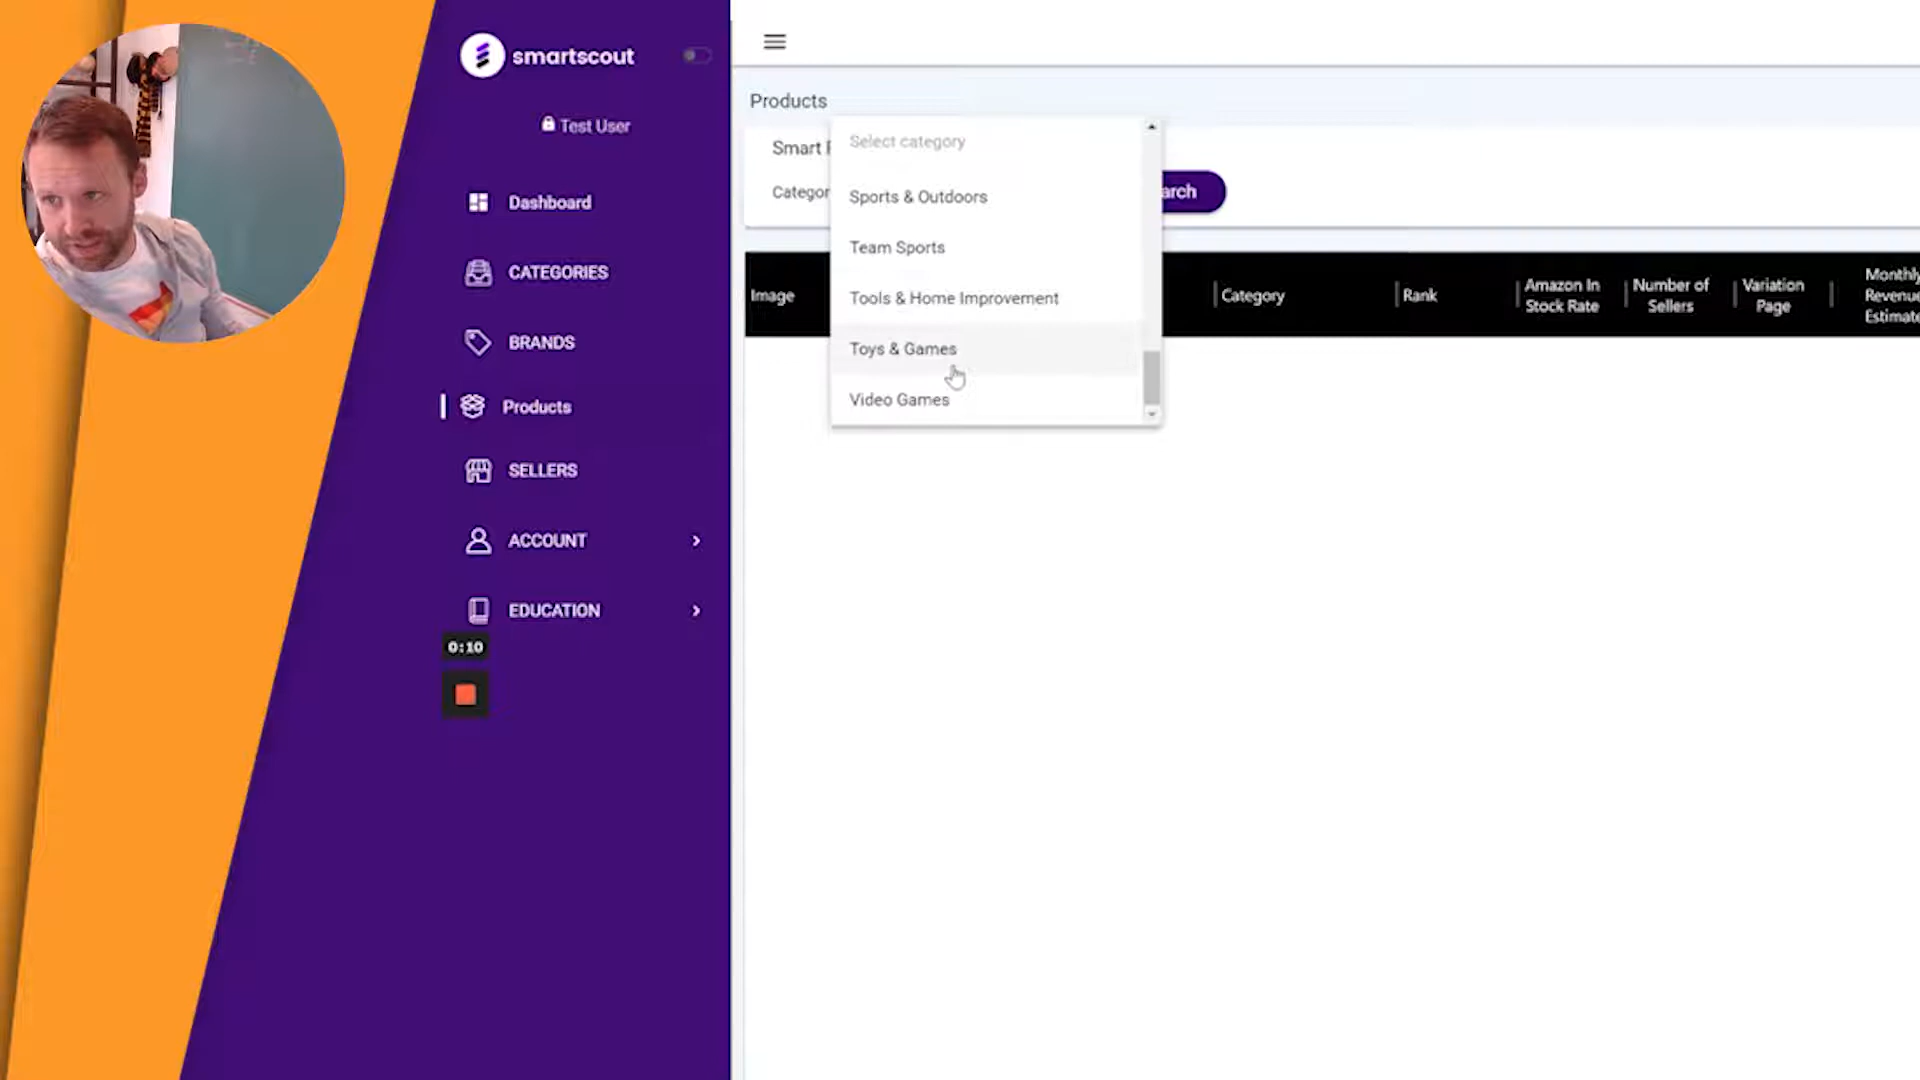 smartscout
Test User
Dashboard
CATEGORIES
BRANDS
Products
SELLERS
ACCOUNT
EDUCATION
0:10
Products
Smart F
Categor
Select category
Sports & Outdoors
Team Sports
Tools & Home Improvement
Toys & Games
Video Games
arch
Image
Category
Rank
Amazon In
Stock Rate
Number of
Sellers
Variation
Page
Monthly
Revenue
Estimate